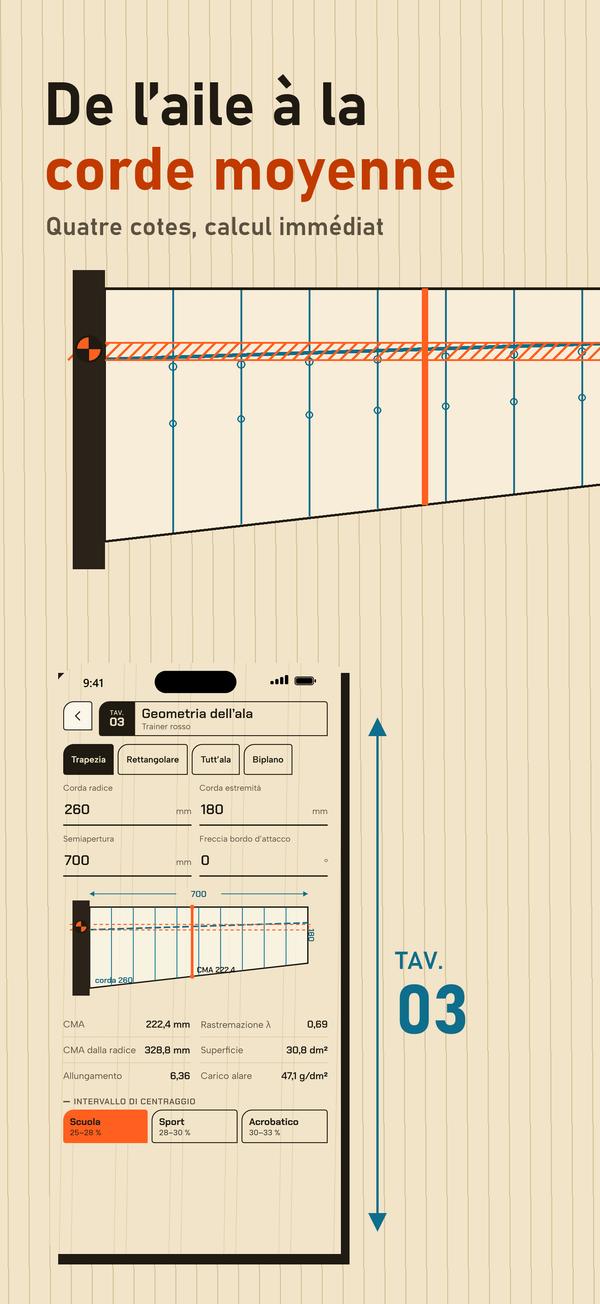 De l'aile à la
corde moyenne
Quatre cotes, calcul immédiat
9:41
TAV.
03
Geometria dell'ala
Trainer rosso
Trapezia
Rettangolare
Tutt'ala
Biplano
Corda radice
Corda estremità
260 mm
180 mm
Semiapertura
Freccia bordo d'attacco
700 mm
0 °
700
180
CMA 222,4
corda 260
CMA 222,4 mm
Rastremazione λ 0,69
CMA dalla radice 328,8 mm
Superficie 30,8 dm²
Allungamento 6,36
Carico alare 47,1 g/dm²
— INTERVALLO DI CENTRAGGIO
Scuola
25–28 %
Sport
28–30 %
Acrobatico
30–33 %
TAV.
03